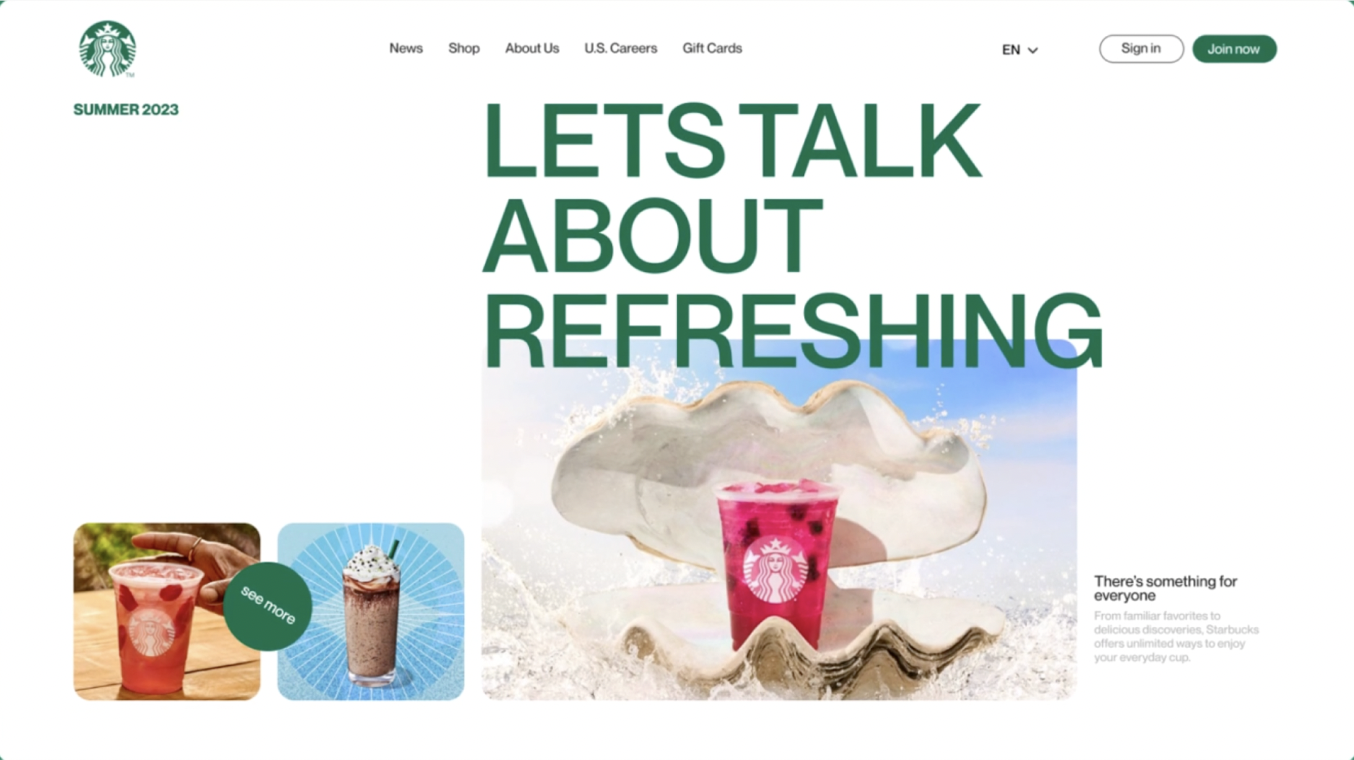 News Shop About Us U.S. Careers Gift Cards EN Sign in Join now
TM
SUMMER 2023
LETS TALK
ABOUT
REFRESHING
see more
There's something for
everyone
From familiar favorites to
delicious discoveries, Starbucks
offers unlimited ways to enjoy
your everyday cup.